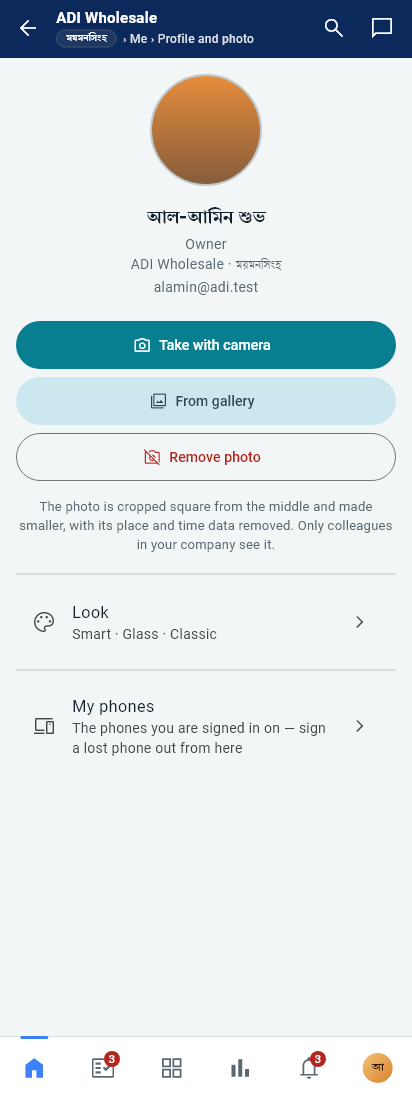 ADI Wholesale
ময়মনসিংহ › Me › Profile and photo
আল-আমিন শুভ
Owner
ADI Wholesale · ময়মনসিংহ
alamin@adi.test
Take with camera
From gallery
Remove photo
The photo is cropped square from the middle and made
smaller, with its place and time data removed. Only colleagues
in your company see it.
Look
Smart · Glass · Classic
My phones
The phones you are signed in on — sign
a lost phone out from here
3
3
আ